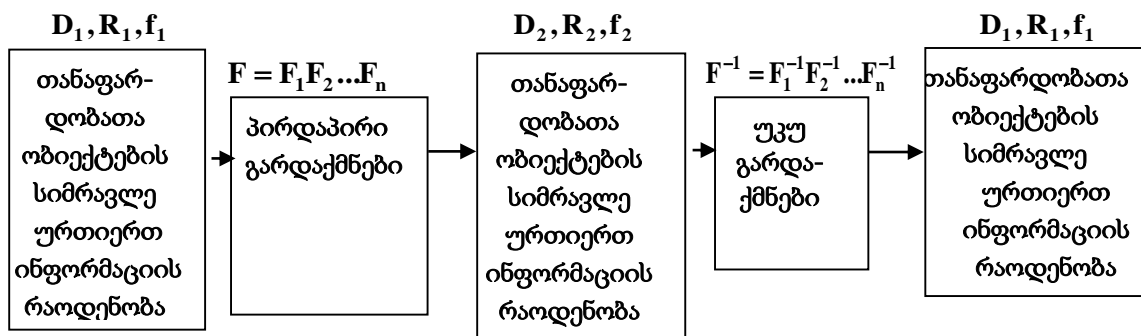 D₁, R₁, f₁
თანაფარ-
დობათა
ობიექტების
სიმრავლე
ურთიერთ
ინფორმაციის
რაოდენობა
F = F₁F₂...Fₙ
პირდაპირი
გარდაქმნები
D₂, R₂, f₂
თანაფარ-
დობათა
ობიექტების
სიმრავლე
ურთიერთ
ინფორმაციის
რაოდენობა
F⁻¹ = F₁⁻¹F₂⁻¹...Fₙ⁻¹
უკუ
გარდა-
ქმნები
D₁, R₁, f₁
თანაფარდობათა
ობიექტების
სიმრავლე
ურთიერთ
ინფორმაციის
რაოდენობა